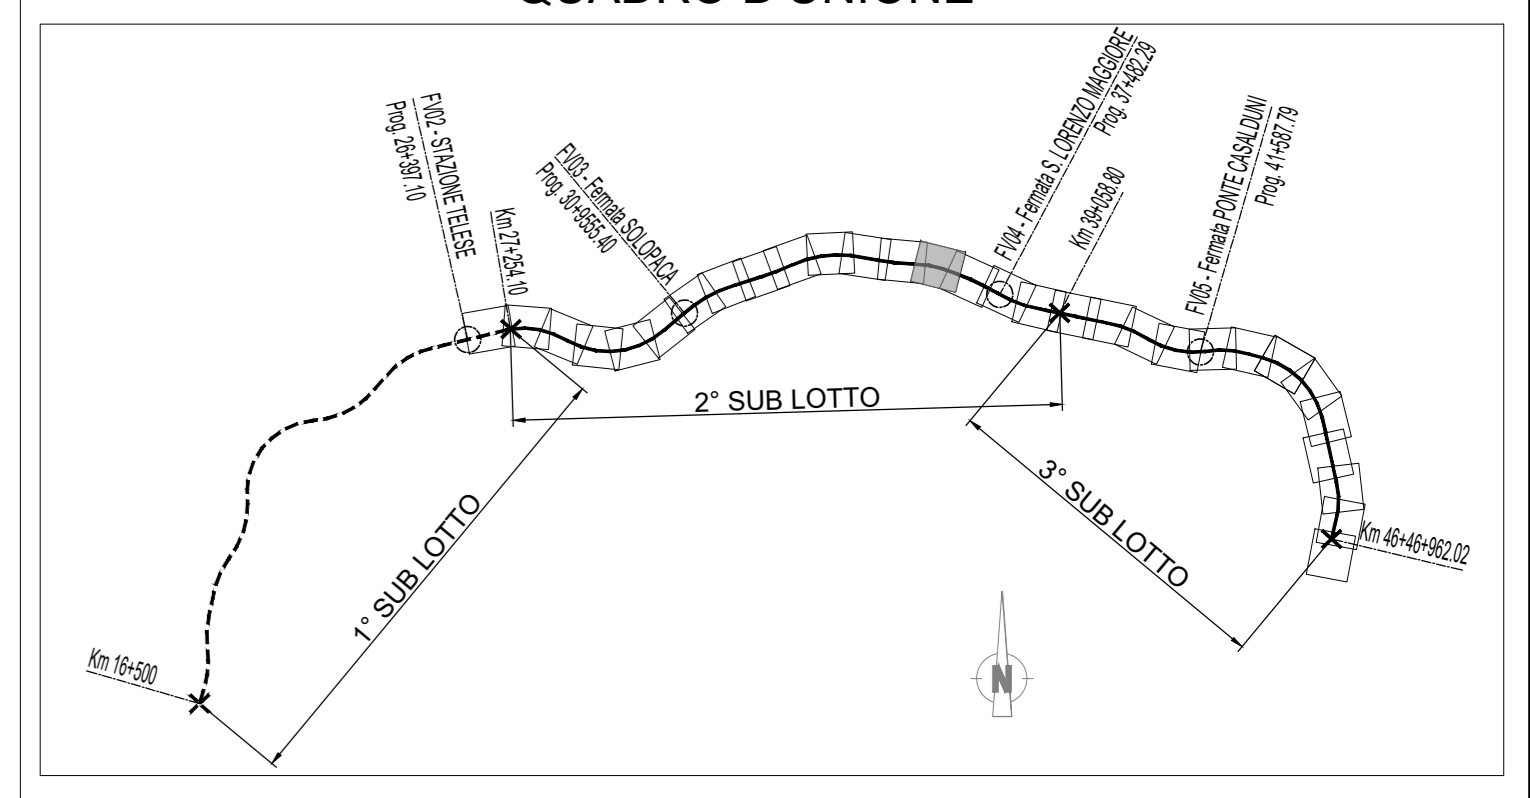 QUADRO D'UNIONE
FV02 - STAZIONE TELESE
Prog. 26+397.10
Km 27+254.10
FV03 - Fermata SOLOPACA
Prog. 30+9555.40
FV04 - Fermata S. LORENZO MAGGIORE
Prog. 37+482.29
Km 39+058.80
FV05 - Fermata PONTE CASALDUNI
Prog. 41+587.79
2° SUB LOTTO
1° SUB LOTTO
3° SUB LOTTO
Km 46+46+962.02
Km 16+500
N